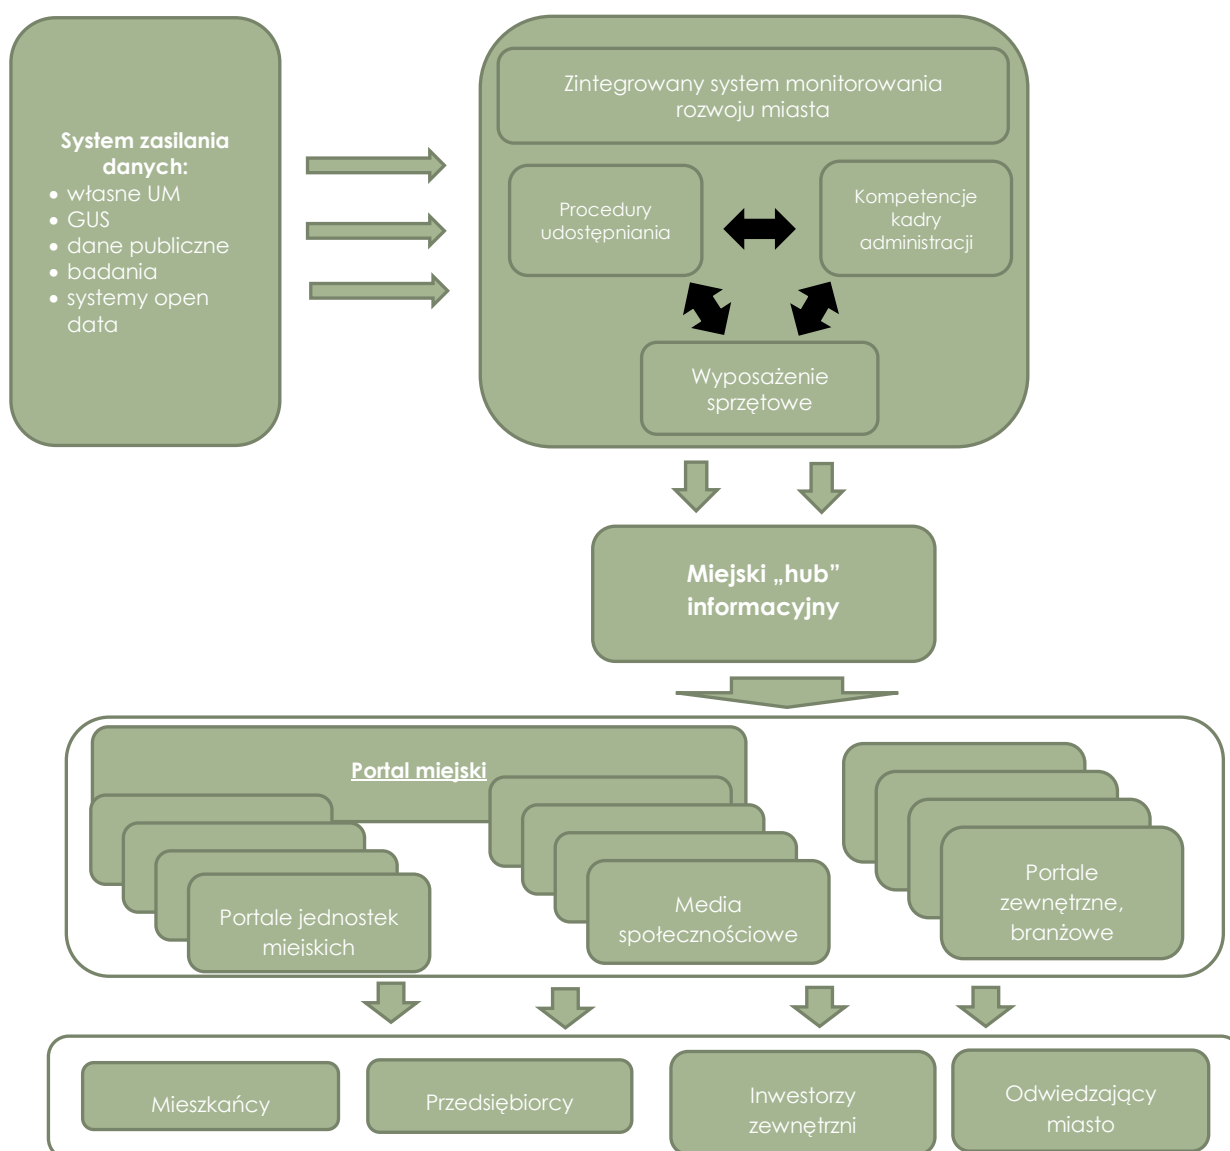 System zasilania
danych:
• własne UM
• GUS
• dane publiczne
• badania
• systemy open
data
Zintegrowany system monitorowania
rozwoju miasta
Procedury
udostępniania
Kompetencje
kadry
administracji
Wyposażenie
sprzętowe
Miejski „hub”
informacyjny
Portal miejski
Portale jednostek
miejskich
Media
społecznościowe
Portale
zewnętrzne,
branżowe
Mieszkańcy
Przedsiębiorcy
Inwestorzy
zewnętrzni
Odwiedzający
miasto